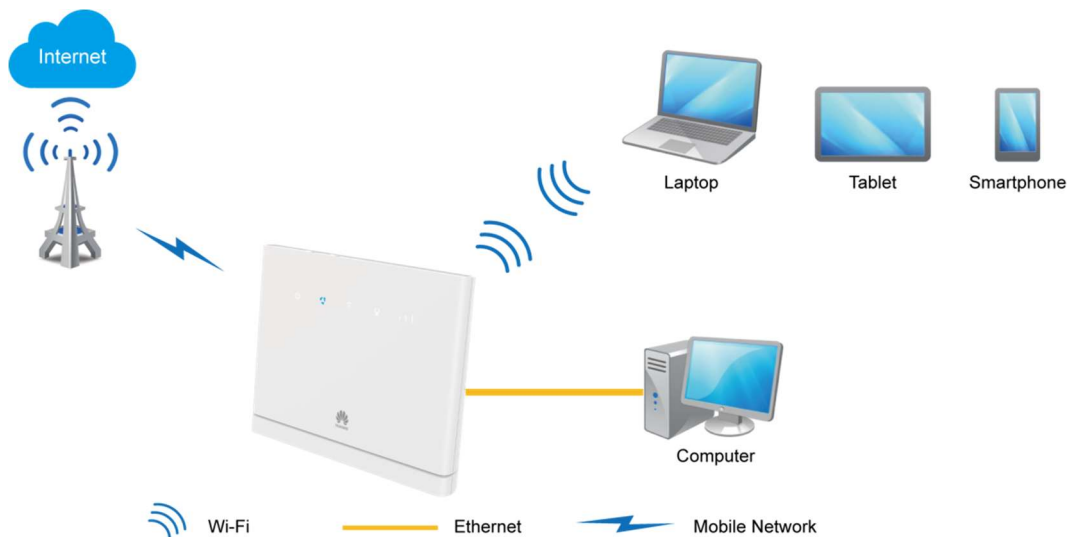 Internet
Laptop
Tablet
Smartphone
Computer
Wi-Fi
Ethernet
Mobile Network